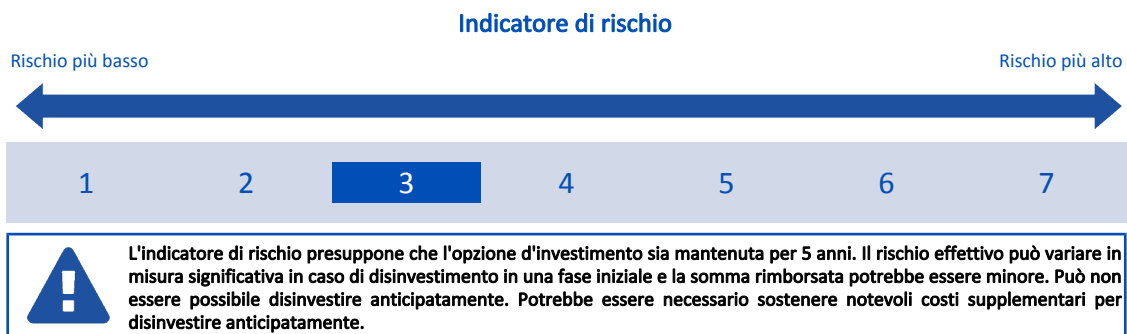 Indicatore di rischio
Rischio più basso
Rischio più alto
1 2 3 4 5 6 7
L'indicatore di rischio presuppone che l'opzione d'investimento sia mantenuta per 5 anni. Il rischio effettivo può variare in
misura significativa in caso di disinvestimento in una fase iniziale e la somma rimborsata potrebbe essere minore. Può non
essere possibile disinvestire anticipatamente. Potrebbe essere necessario sostenere notevoli costi supplementari per
disinvestire anticipatamente.